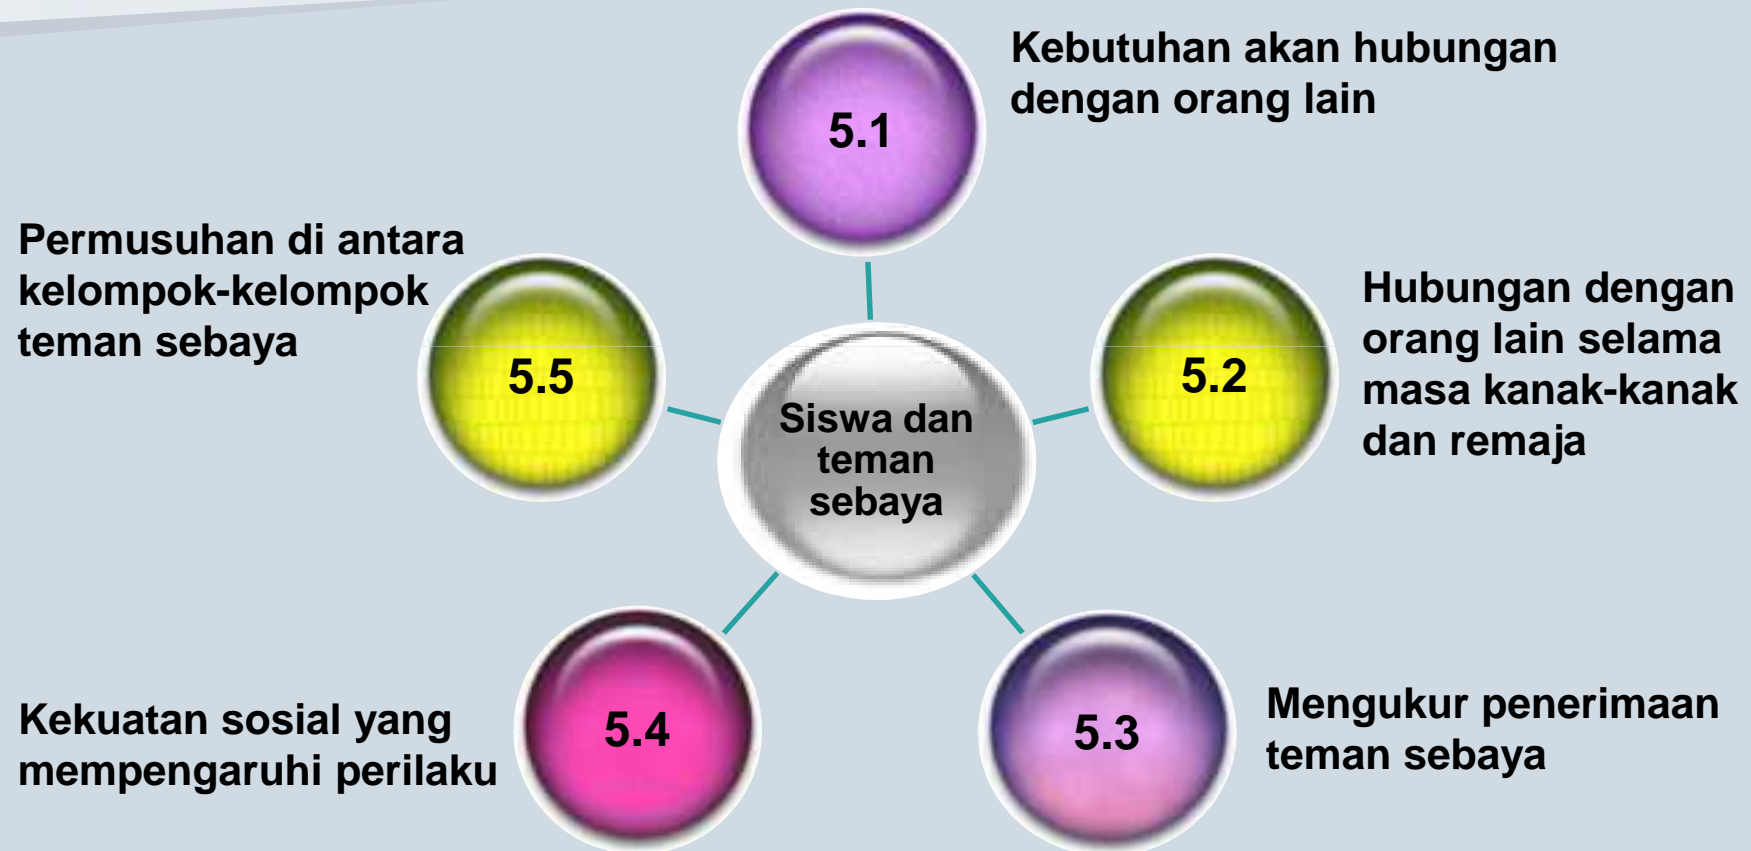 5.1
Kebutuhan akan hubungan
dengan orang lain
5.2
Hubungan dengan
orang lain selama
masa kanak-kanak
dan remaja
5.3
Mengukur penerimaan
teman sebaya
5.4
Kekuatan sosial yang
mempengaruhi perilaku
5.5
Permusuhan di antara
kelompok-kelompok
teman sebaya
Siswa dan
teman
sebaya